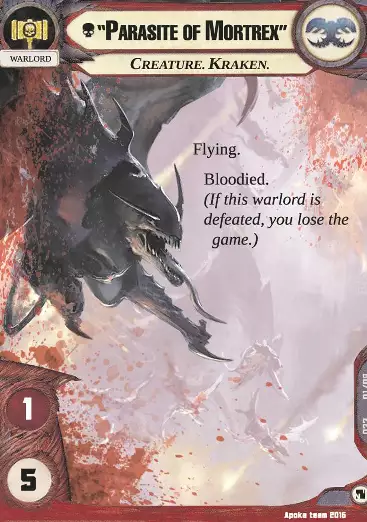 "PARASITE OF MORTREX"
WARLORD
CREATURE. KRAKEN.
Flying.
Bloodied.
(If this warlord is
defeated, you lose the
game.)
1
5
Apoka team 2016